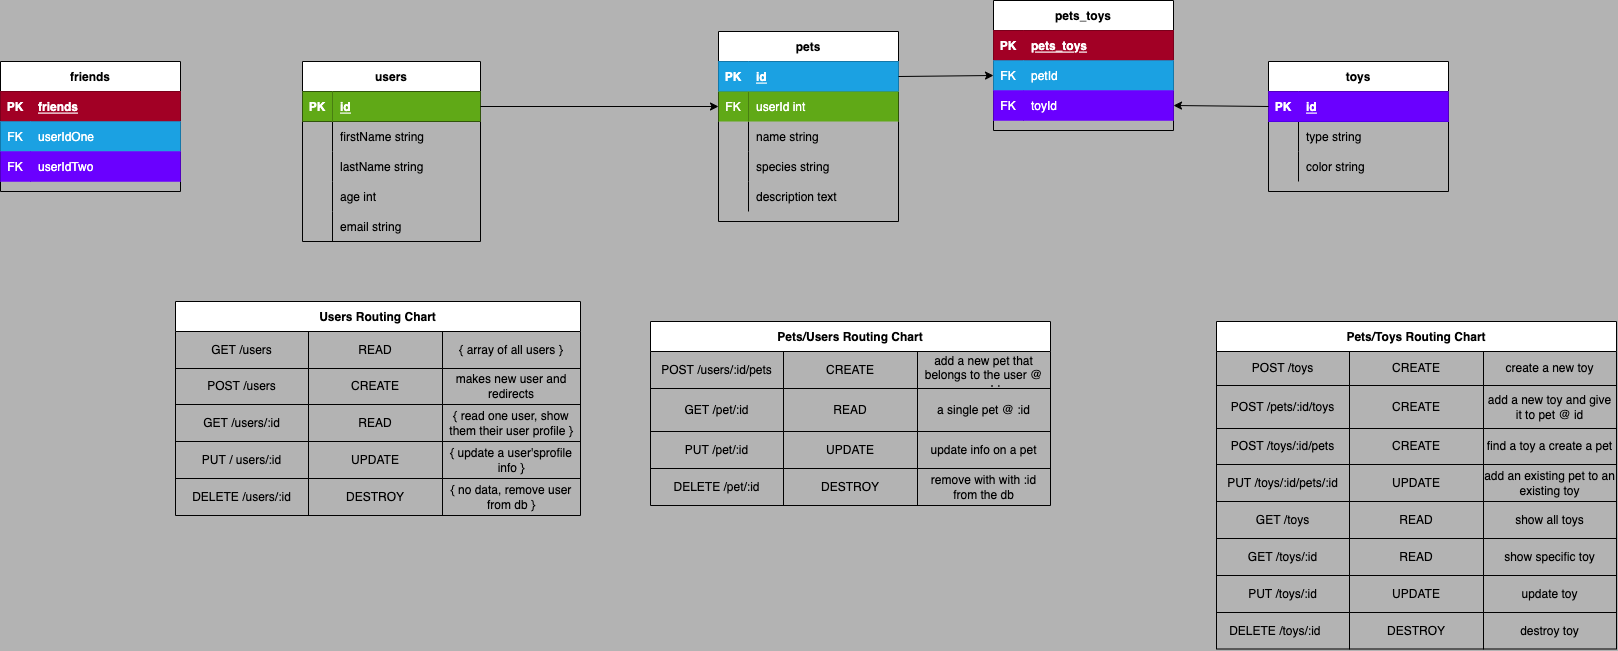 friends
PK friends
FK userIdOne
FK userIdTwo
users
PK id
firstName string
lastName string
age int
email string
pets
PK id
FK userId int
name string
species string
description text
pets_toys
PK pets_toys
FK petId
FK toyId
toys
PK id
type string
color string
Users Routing Chart
GET /users READ { array of all users }
POST /users CREATE makes new user and
redirects
GET /users/:id READ { read one user, show
them their user profile }
PUT / users/:id UPDATE { update a user'sprofile
info }
DELETE /users/:id DESTROY { no data, remove user
from db }
Pets/Users Routing Chart
POST /users/:id/pets CREATE add a new pet that
belongs to the user @
GET /pet/:id READ a single pet @ :id
PUT /pet/:id UPDATE update info on a pet
DELETE /pet/:id DESTROY remove with with :id
from the db
Pets/Toys Routing Chart
POST /toys CREATE create a new toy
POST /pets/:id/toys CREATE add a new toy and give
it to pet @ id
POST /toys/:id/pets CREATE find a toy a create a pet
PUT /toys/:id/pets/:id UPDATE add an existing pet to an
existing toy
GET /toys READ show all toys
GET /toys/:id READ show specific toy
PUT /toys/:id UPDATE update toy
DELETE /toys/:id DESTROY destroy toy